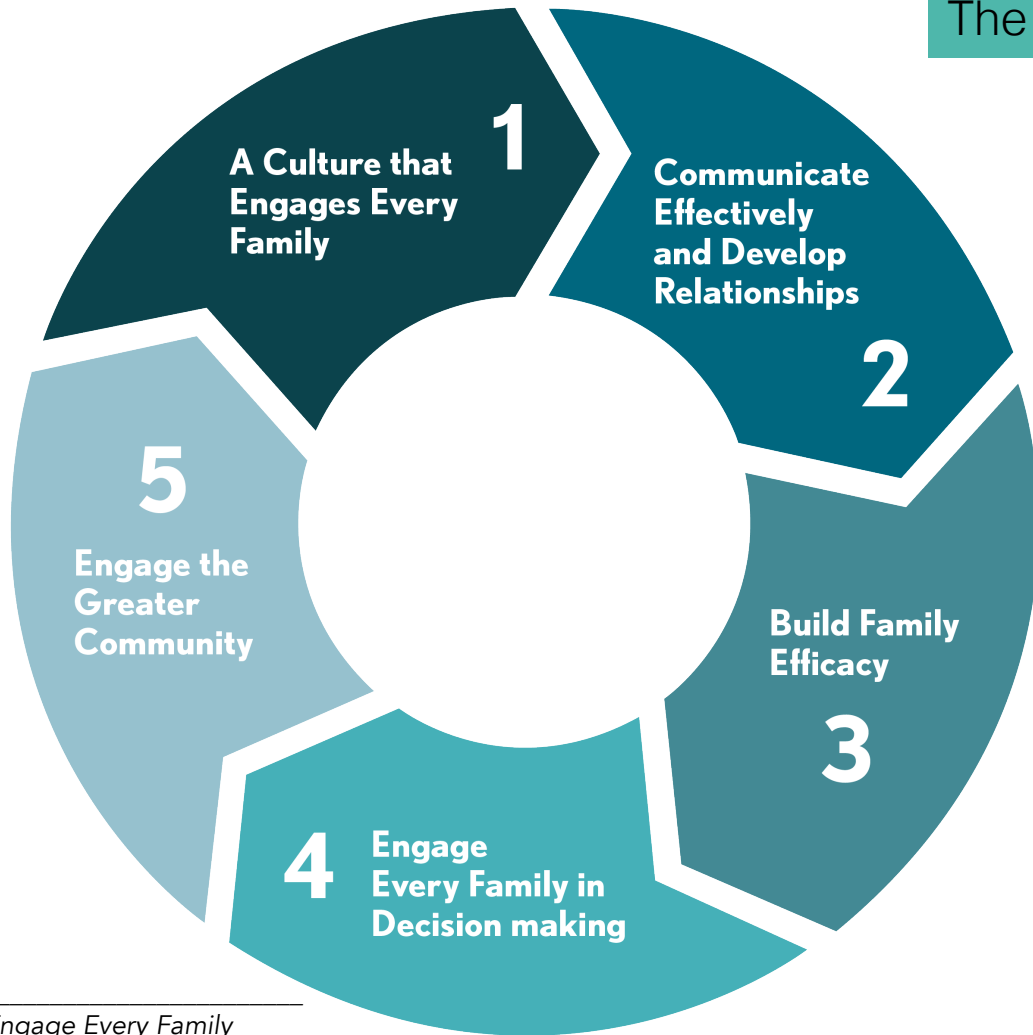 The
1
A Culture that
Engages Every
Family
Communicate
Effectively
and Develop
Relationships
2
Build Family
Efficacy
3
4
Engage
Every Family in
Decision making
5
Engage the
Greater
Community
Engage Every Family